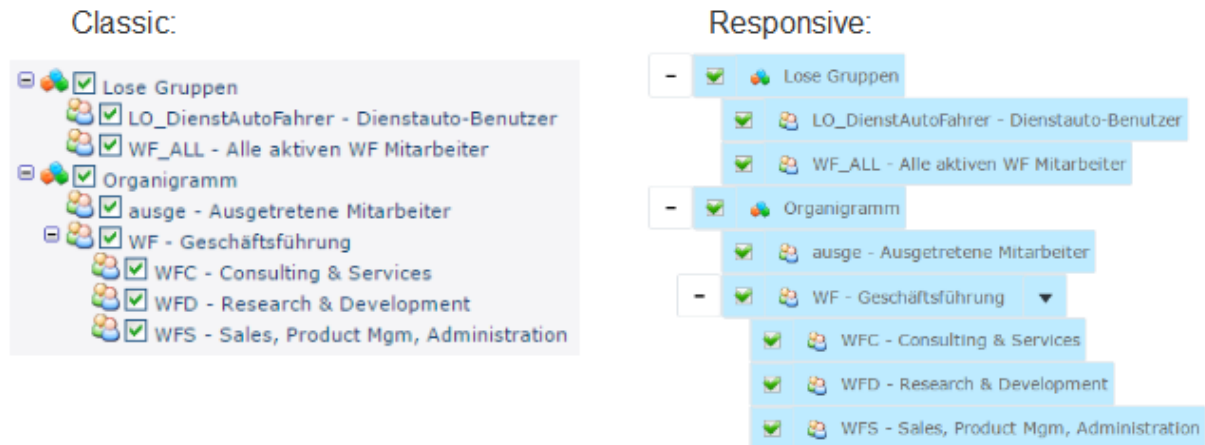 Classic:
Lose Gruppen
LO_DienstAutoFahrer - Dienstauto-Benutzer
WF_ALL - Alle aktiven WF Mitarbeiter
Organigramm
ausge - Ausgetretene Mitarbeiter
WF - Geschäftsführung
WFC - Consulting & Services
WFD - Research & Development
WFS - Sales, Product Mgm, Administration
Responsive:
Lose Gruppen
LO_DienstAutoFahrer - Dienstauto-Benutzer
WF_ALL - Alle aktiven WF Mitarbeiter
Organigramm
ausge - Ausgetretene Mitarbeiter
WF - Geschäftsführung
WFC - Consulting & Services
WFD - Research & Development
WFS - Sales, Product Mgm, Administration